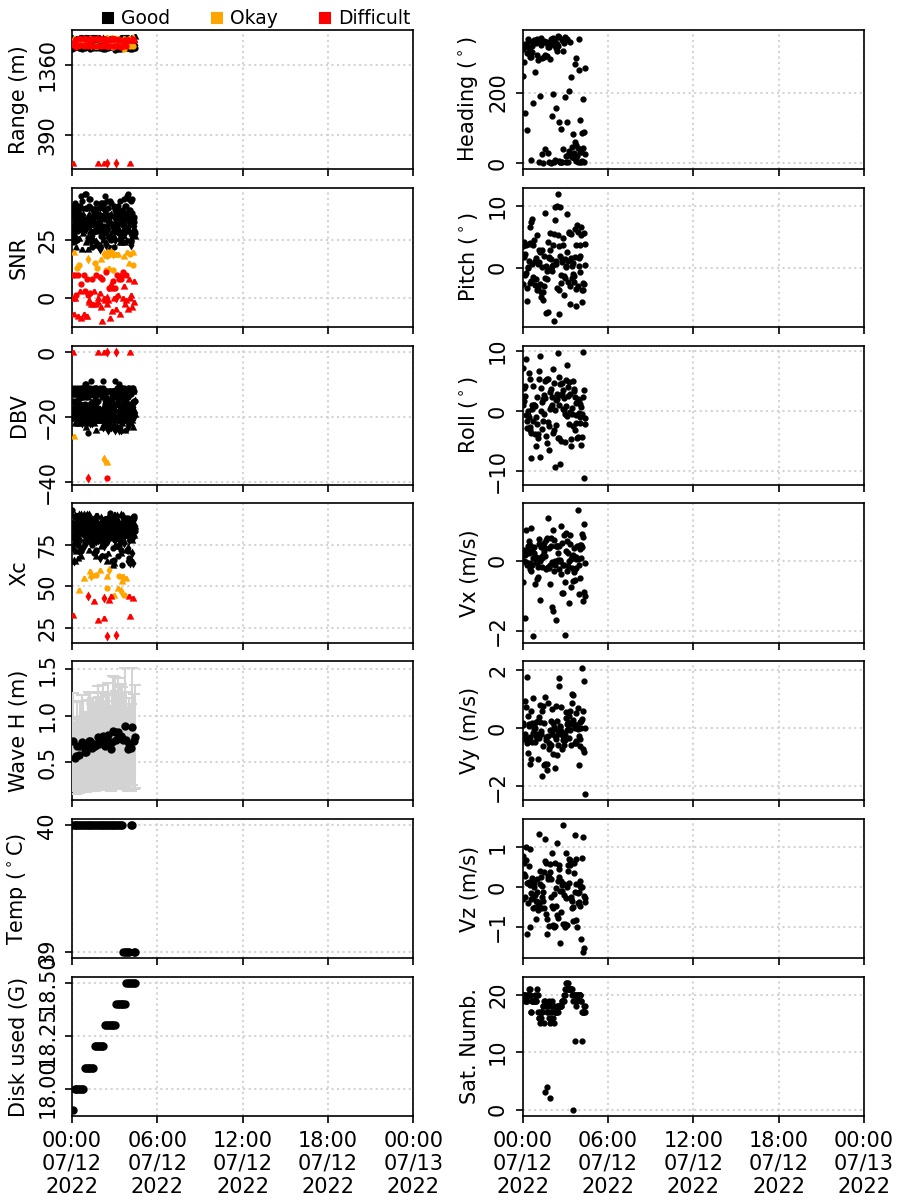 Good Okay Difficult
Range (m) 1360 390
Heading (°) 200 0
SNR 25 0
Pitch (°) 10 0
DBV 0 −20 −40
Roll (°) 10 0 −10
Xc 75 50 25
Vx (m/s) 0 −2
Wave H (m) 1.5 1.0 0.5
Vy (m/s) 2 0 −2
Temp (°C) 40 39
Vz (m/s) 1 0 −1
Disk used (G) 18.50 18.25 18.00
Sat. Numb. 20 10 0
00:00 06:00 12:00 18:00 00:00 00:00 06:00 12:00 18:00 00:00
07/12 07/12 07/12 07/12 07/13 07/12 07/12 07/12 07/12 07/13
2022 2022 2022 2022 2022 2022 2022 2022 2022 2022